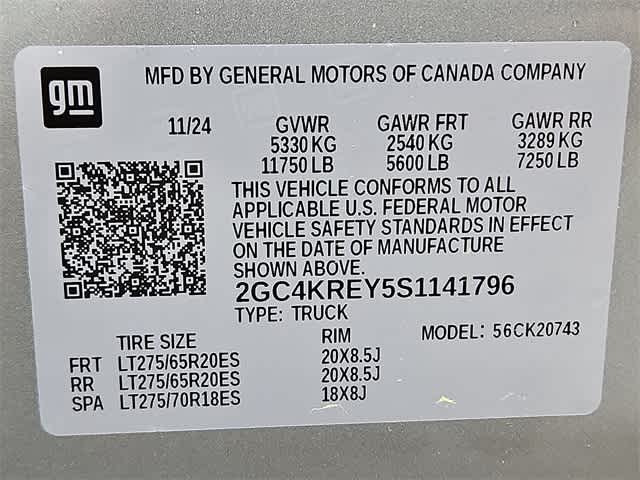 gm
MFD BY GENERAL MOTORS OF CANADA COMPANY
11/24 GVWR GAWR FRT GAWR RR
5330 KG 2540 KG 3289 KG
11750 LB 5600 LB 7250 LB
THIS VEHICLE CONFORMS TO ALL
APPLICABLE U.S. FEDERAL MOTOR
VEHICLE SAFETY STANDARDS IN EFFECT
ON THE DATE OF MANUFACTURE
SHOWN ABOVE.
2GC4KREY5S1141796
TYPE: TRUCK
MODEL: 56CK20743
TIRE SIZE RIM
FRT LT275/65R20ES 20X8.5J
RR LT275/65R20ES 20X8.5J
SPA LT275/70R18ES 18X8J